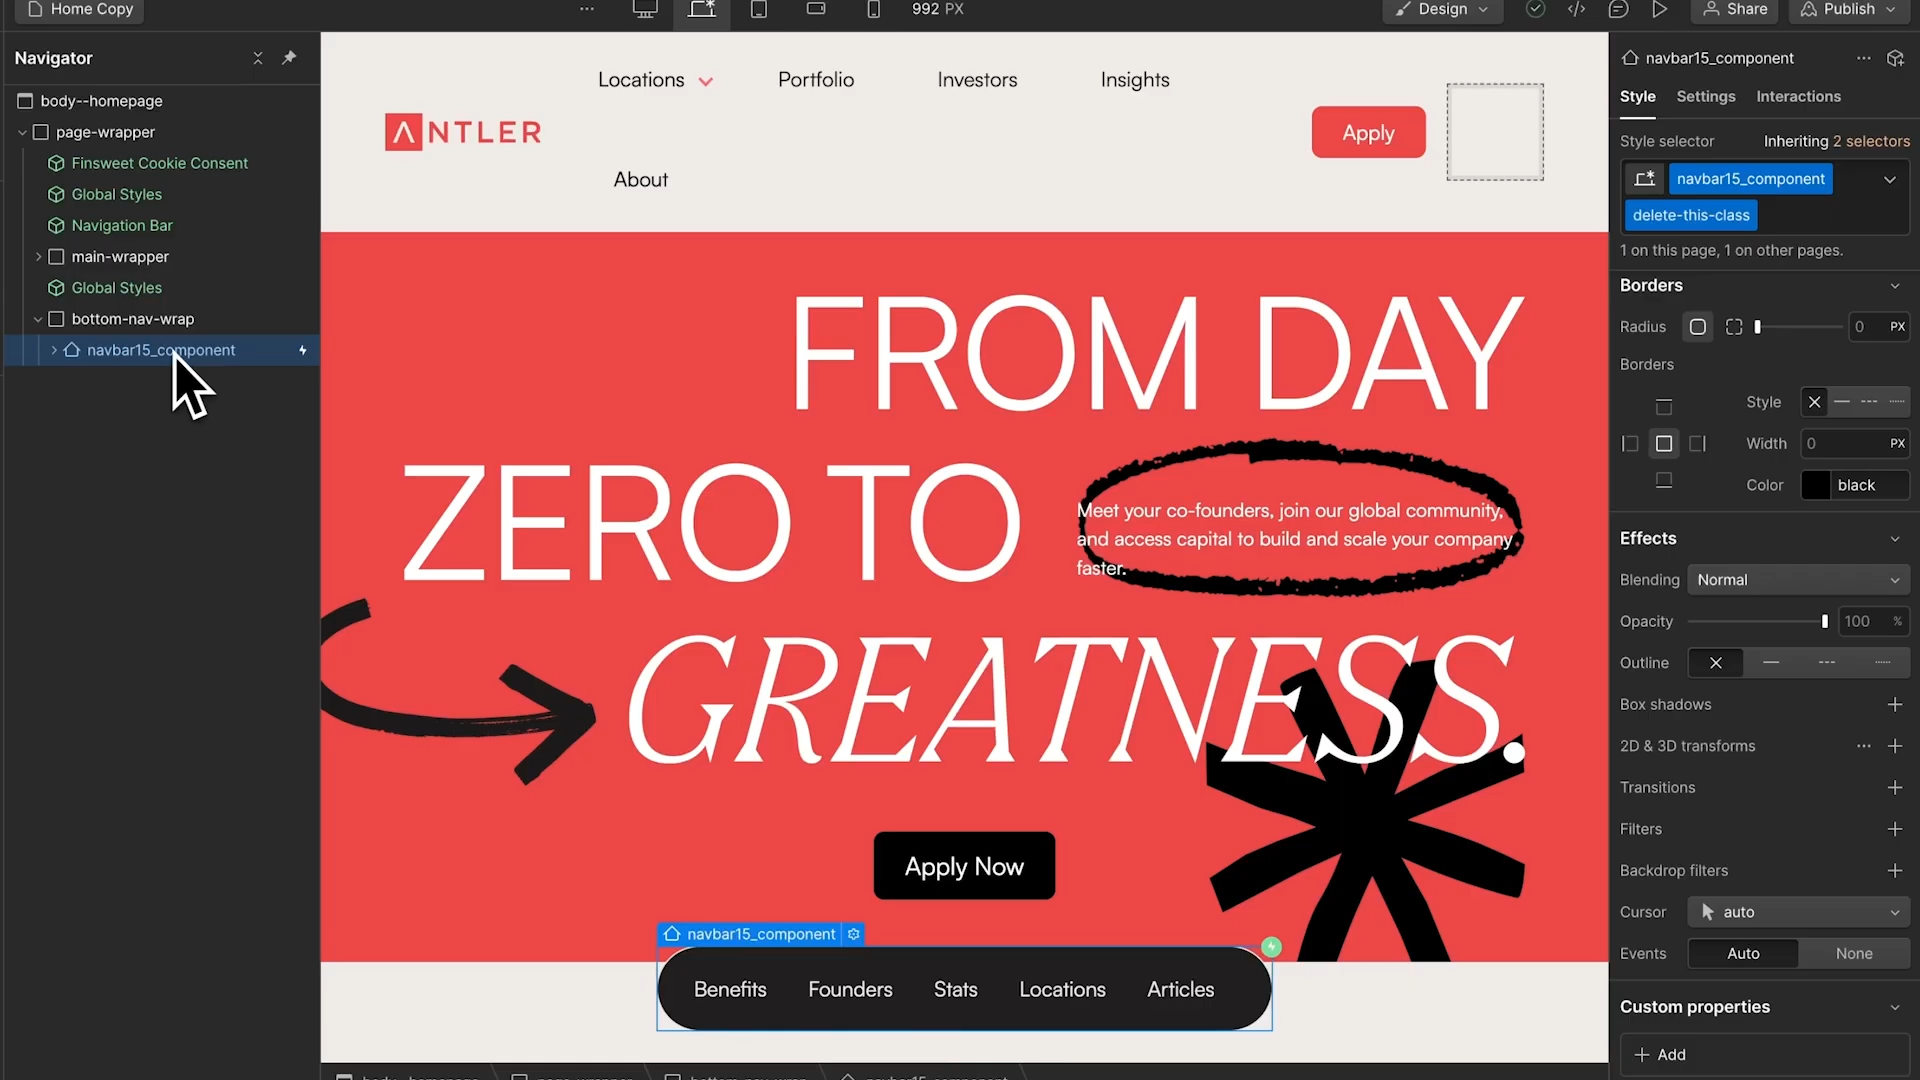 Home Copy
992 PX
Design
Share
Publish
Navigator
body--homepage
page-wrapper
Finsweet Cookie Consent
Global Styles
Navigation Bar
main-wrapper
Global Styles
bottom-nav-wrap
navbar15_component
Locations
Portfolio
Investors
Insights
ANTLER
Apply
About
FROM DAY
ZERO TO
Meet your co-founders, join our global community,
and access capital to build and scale your company
faster.
GREATNESS.
Apply Now
navbar15_component
Benefits
Founders
Stats
Locations
Articles
navbar15_component
Style
Settings
Interactions
Style selector
Inheriting 2 selectors
navbar15_component
delete-this-class
1 on this page, 1 on other pages.
Borders
Radius
0 PX
Borders
Style
Width
0 PX
Color
black
Effects
Blending
Normal
Opacity
100 %
Outline
Box shadows
2D & 3D transforms
Transitions
Filters
Backdrop filters
Cursor
auto
Events
Auto
None
Custom properties
Add